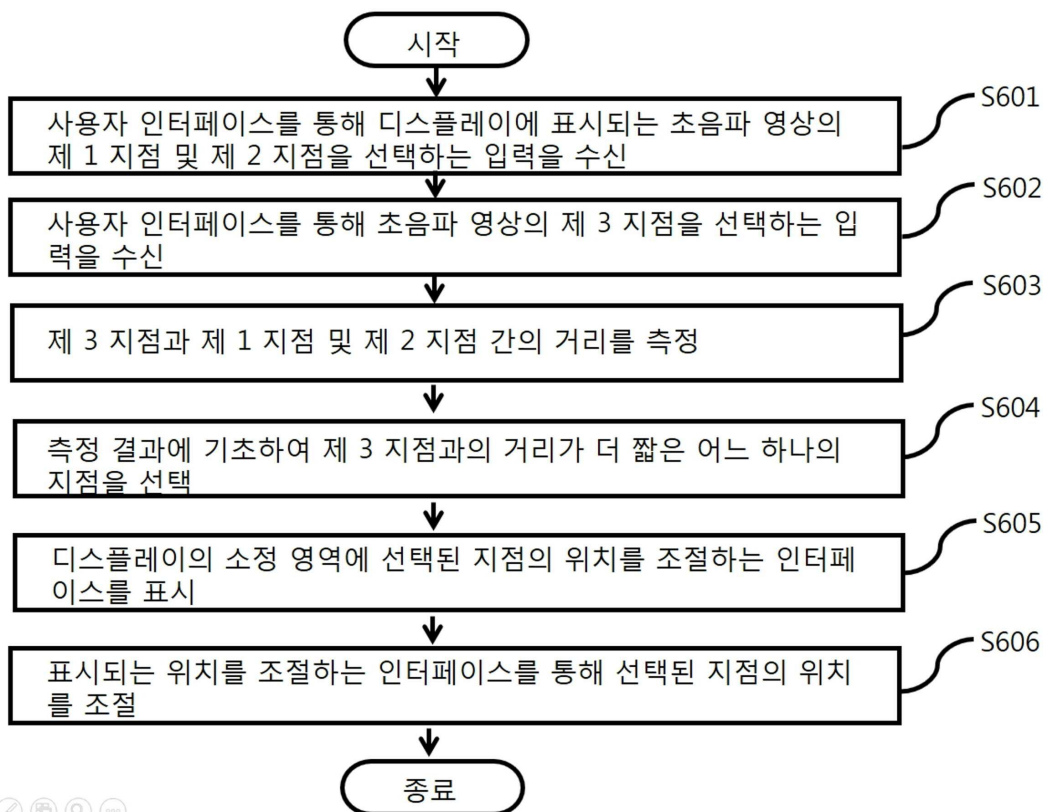 시작
S601
사용자 인터페이스를 통해 디스플레이에 표시되는 초음파 영상의
제 1 지점 및 제 2 지점을 선택하는 입력을 수신
S602
사용자 인터페이스를 통해 초음파 영상의 제 3 지점을 선택하는 입
력을 수신
S603
제 3 지점과 제 1 지점 및 제 2 지점 간의 거리를 측정
S604
측정 결과에 기초하여 제 3 지점과의 거리가 더 짧은 어느 하나의
지점을 선택
S605
디스플레이의 소정 영역에 선택된 지점의 위치를 조절하는 인터페
이스를 표시
S606
표시되는 위치를 조절하는 인터페이스를 통해 선택된 지점의 위치
를 조절
종료